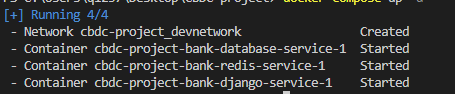 [+] Running 4/4
- Network cbdc-project_devnetwork Created
- Container cbdc-project-bank-database-service-1 Started
- Container cbdc-project-bank-redis-service-1 Started
- Container cbdc-project-bank-django-service-1 Started